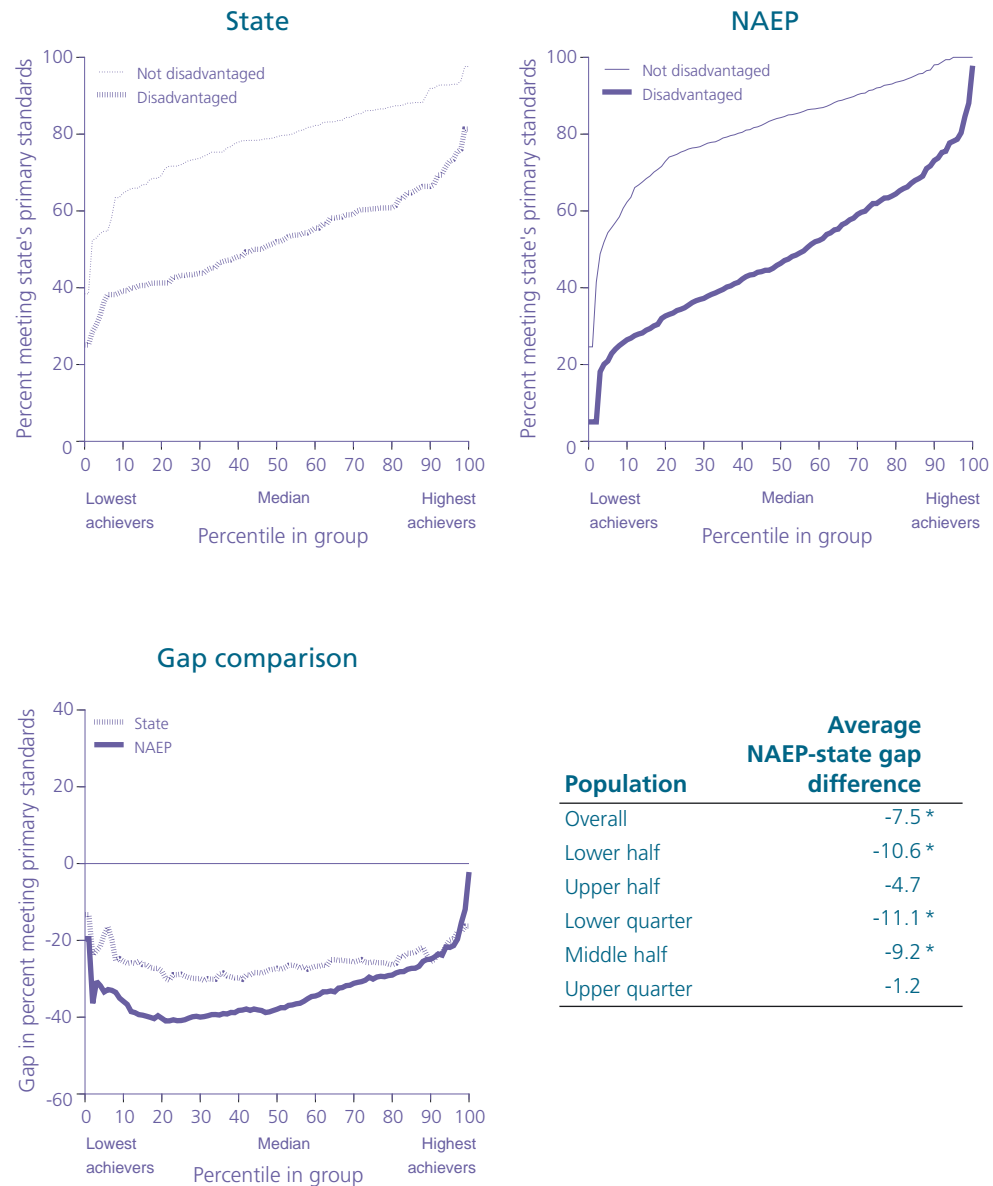 State
Percent meeting state's primary standards
100
80
60
40
20
0
Not disadvantaged
Disadvantaged
0 10 20 30 40 50 60 70 80 90 100
Lowest achievers
Median
Highest achievers
Percentile in group
NAEP
Percent meeting state's primary standards
100
80
60
40
20
0
Not disadvantaged
Disadvantaged
0 10 20 30 40 50 60 70 80 90 100
Lowest achievers
Median
Highest achievers
Percentile in group
Gap comparison
Gap in percent meeting primary standards
40
20
0
-20
-40
-60
State
NAEP
0 10 20 30 40 50 60 70 80 90 100
Lowest achievers
Median
Highest achievers
Percentile in group
Average
NAEP-state gap
Population difference
Overall -7.5 *
Lower half -10.6 *
Upper half -4.7
Lower quarter -11.1 *
Middle half -9.2 *
Upper quarter -1.2